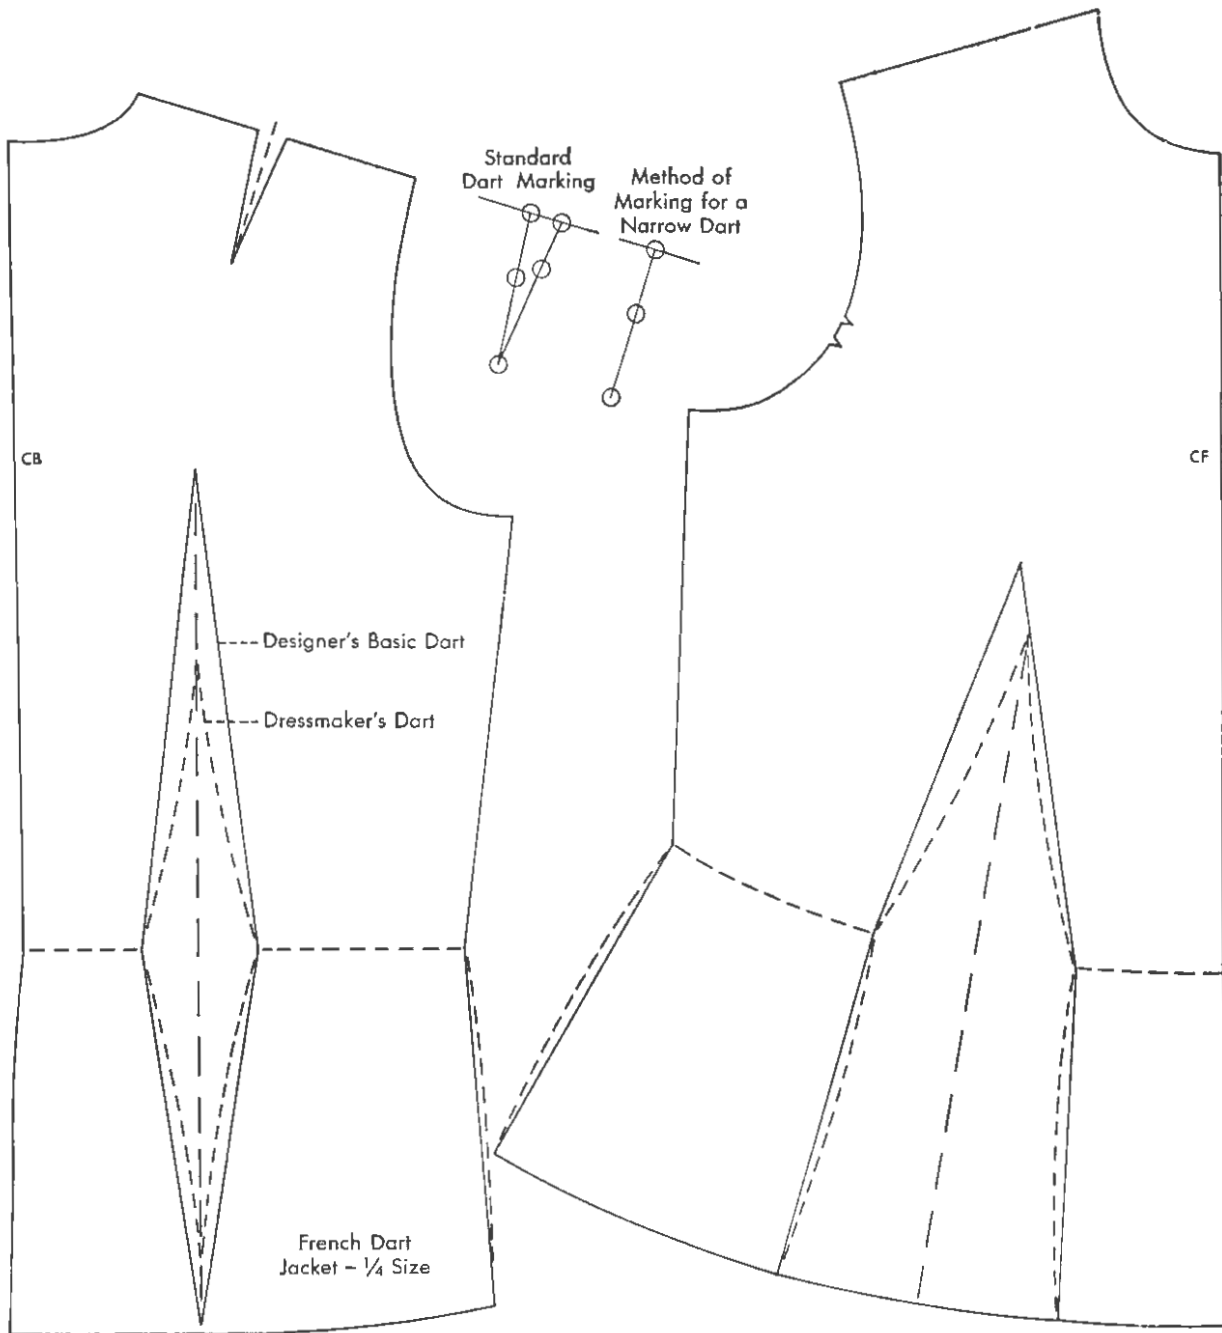 Standard
Dart Marking
Method of
Marking for a
Narrow Dart
CB
CF
Designer's Basic Dart
Dressmaker's Dart
French Dart
Jacket – ¼ Size